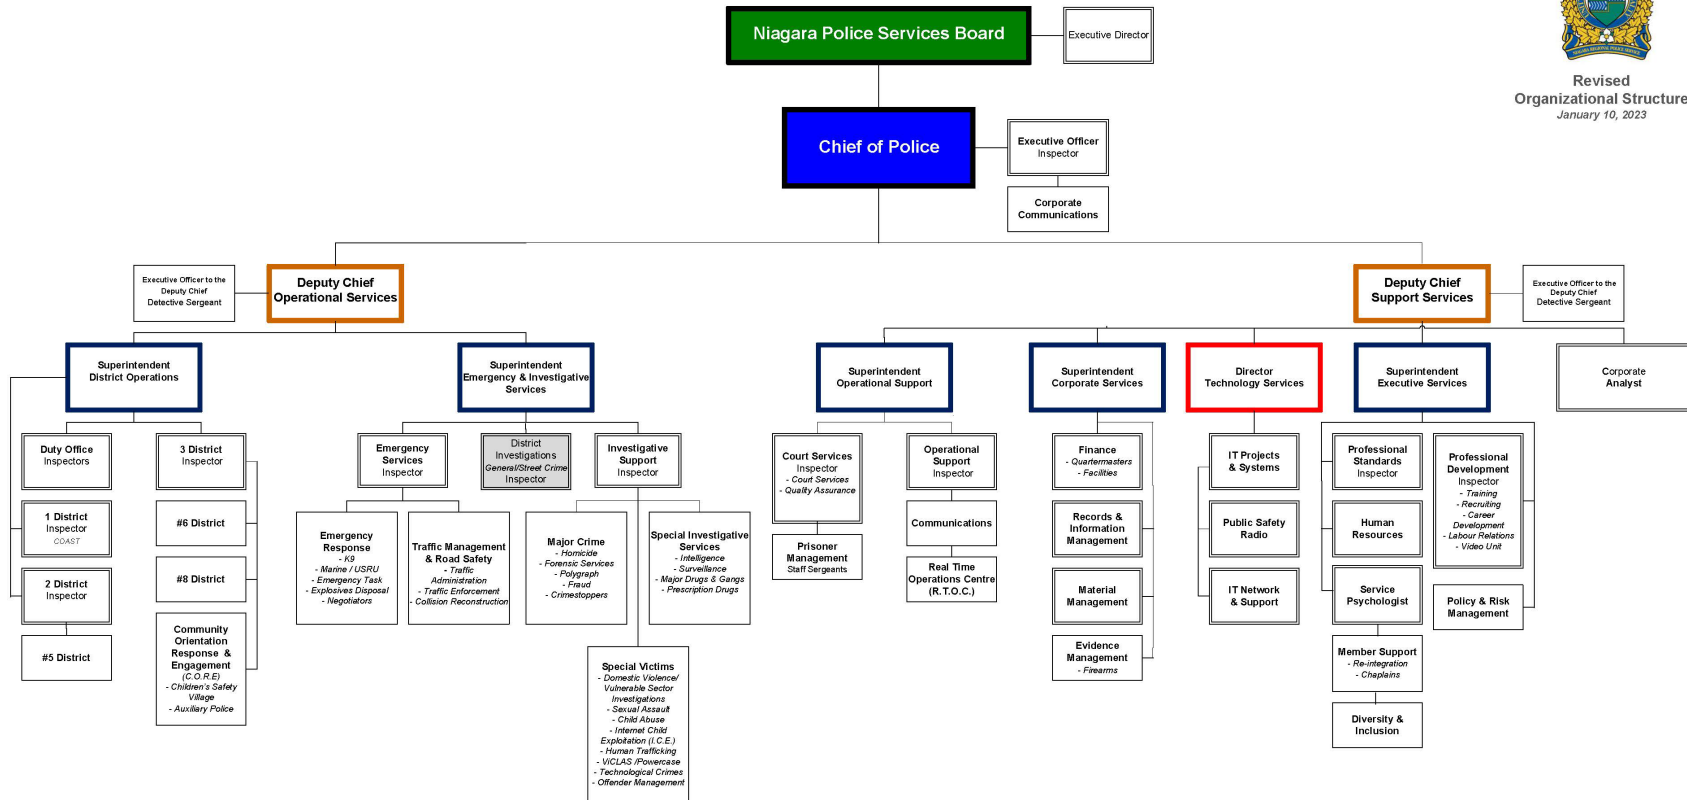 Niagara Police Services Board
Executive Director
NIAGARA REGIONAL POLICE SERVICE
Revised
Organizational Structure
January 10, 2023
Chief of Police
Executive Officer
Inspector
Corporate
Communications
Executive Officer to the
Deputy Chief
Detective Sergeant
Deputy Chief
Operational Services
Deputy Chief
Support Services
Executive Officer to the
Deputy Chief
Detective Sergeant
Superintendent
District Operations
Superintendent
Emergency & Investigative
Services
Superintendent
Operational Support
Superintendent
Corporate Services
Director
Technology Services
Superintendent
Executive Services
Corporate
Analyst
Duty Office
Inspectors
1 District
Inspector
COAST
2 District
Inspector
#5 District
3 District
Inspector
#6 District
#8 District
Community
Orientation
Response &
Engagement
(C.O.R.E)
- Children's Safety
Village
- Auxiliary Police
Emergency
Services
Inspector
District
Investigations
General/Street Crime
Inspector
Investigative
Support
Inspector
Emergency
Response
- K9
- Marine / USRU
- Emergency Task
- Explosives Disposal
- Negotiators
Traffic Management
& Road Safety
- Traffic
Administration
- Traffic Enforcement
- Collision Reconstruction
Major Crime
- Homicide
- Forensic Services
- Polygraph
- Fraud
- Crimestoppers
Special Investigative
Services
- Intelligence
- Surveillance
- Major Drugs & Gangs
- Prescription Drugs
Special Victims
- Domestic Violence/
Vulnerable Sector
Investigations
- Sexual Assault
- Child Abuse
- Internet Child
Exploitation (I.C.E.)
- Human Trafficking
- ViCLAS /Powercase
- Technological Crimes
- Offender Management
Court Services
Inspector
- Court Services
- Quality Assurance
Prisoner
Management
Staff Sergeants
Operational
Support
Inspector
Communications
Real Time
Operations Centre
(R.T.O.C.)
Finance
- Quartermasters
- Facilities
Records &
Information
Management
Material
Management
Evidence
Management
- Firearms
IT Projects
& Systems
Public Safety
Radio
IT Network
& Support
Professional
Standards
Inspector
Human
Resources
Service
Psychologist
Member Support
- Re-integration
- Chaplains
Diversity &
Inclusion
Professional
Development
Inspector
- Training
- Recruiting
- Career
Development
- Labour Relations
- Video Unit
Policy & Risk
Management